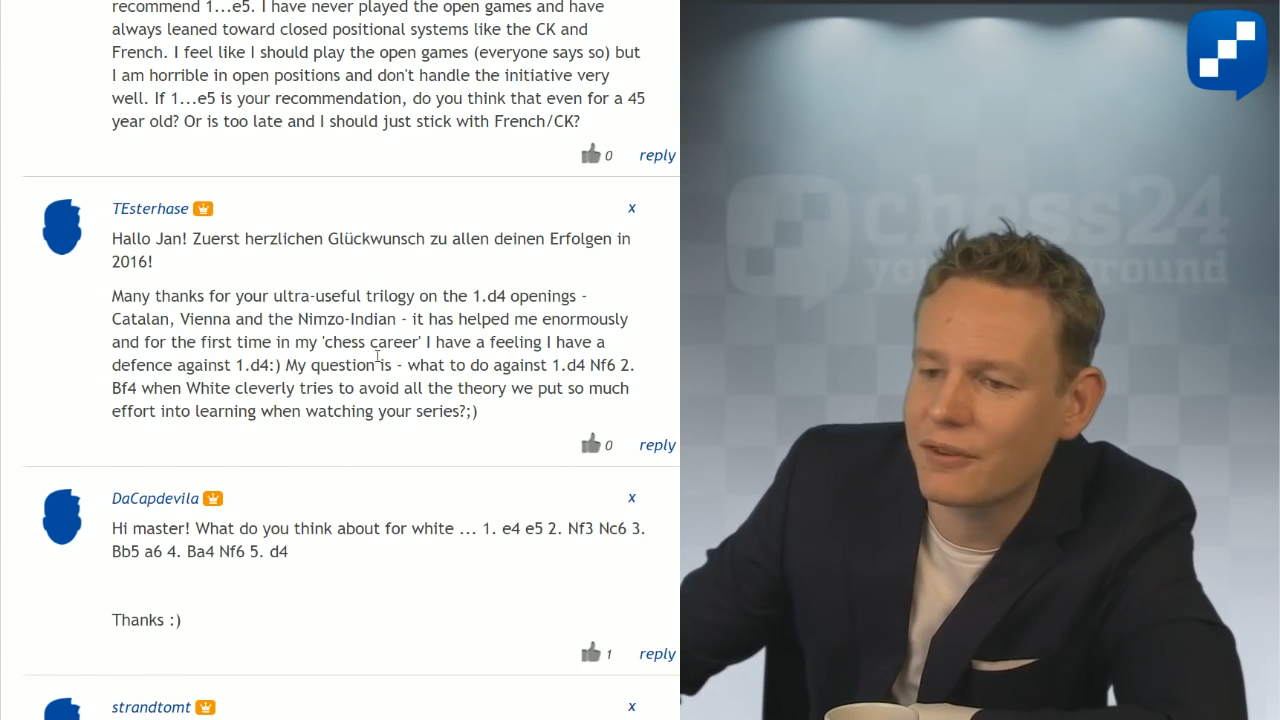 recommend 1...e5. I have never played the open games and have
always leaned toward closed positional systems like the CK and
French. I feel like I should play the open games (everyone says so) but
I am horrible in open positions and don't handle the initiative very
well. If 1...e5 is your recommendation, do you think that even for a 45
year old? Or is too late and I should just stick with French/CK?
0 reply
TEsterhase x
Hallo Jan! Zuerst herzlichen Glückwunsch zu allen deinen Erfolgen in
2016!
Many thanks for your ultra-useful trilogy on the 1.d4 openings -
Catalan, Vienna and the Nimzo-Indian - it has helped me enormously
and for the first time in my 'chess career' I have a feeling I have a
defence against 1.d4:) My question is - what to do against 1.d4 Nf6 2.
Bf4 when White cleverly tries to avoid all the theory we put so much
effort into learning when watching your series?;)
0 reply
DaCapdevila x
Hi master! What do you think about for white ... 1. e4 e5 2. Nf3 Nc6 3.
Bb5 a6 4. Ba4 Nf6 5. d4
Thanks :)
1 reply
strandtomt x
chess24